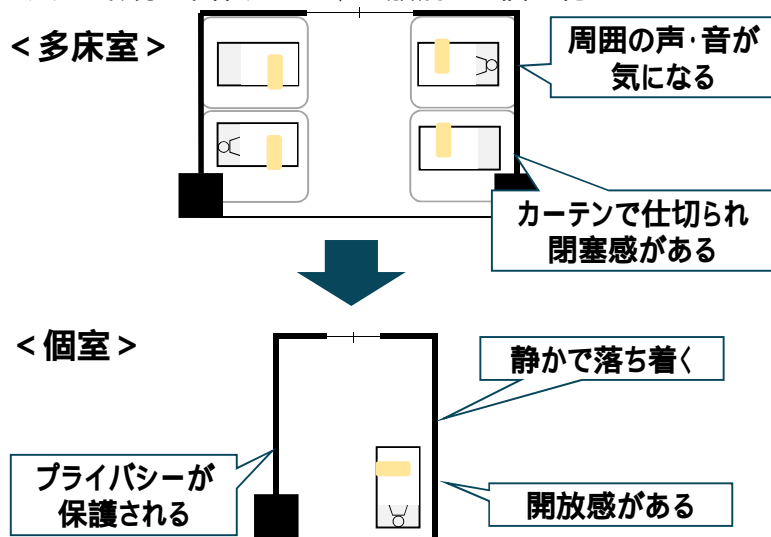 <多床室>
周囲の声・音が
気になる
カーテンで仕切られ
閉塞感がある
<個室>
静かで落ち着く
プライバシーが
保護される
開放感がある